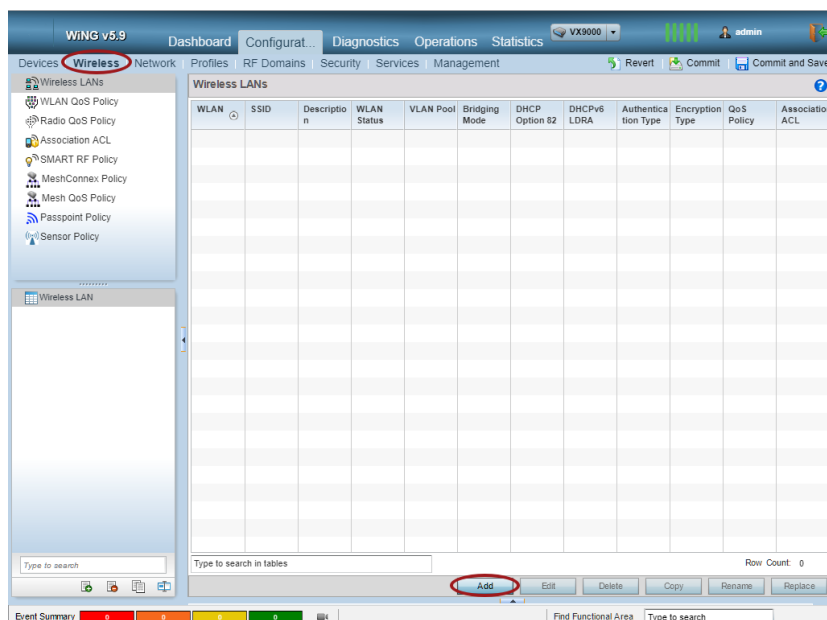 WiNG v5.9
Dashboard Configurat... Diagnostics Operations Statistics VX9000 admin
Devices Wireless Network Profiles RF Domains Security Services Management Revert Commit Commit and Save
Wireless LANs
WLAN QoS Policy
Radio QoS Policy
Association ACL
SMART RF Policy
MeshConnex Policy
Mesh QoS Policy
Passpoint Policy
Sensor Policy
Wireless LAN
Type to search
Wireless LANs
WLAN SSID Descriptio VLAN Pool Bridging DHCP DHCPv6 Authentica Encryption QoS Associatio
n WLAN Status Mode Option 82 LDRA tion Type Type Policy ACL
Type to search in tables Row Count: 0
Add Edit Delete Copy Rename Replace
Event Summary 0 0 0 0 Find Functional Area Type to search